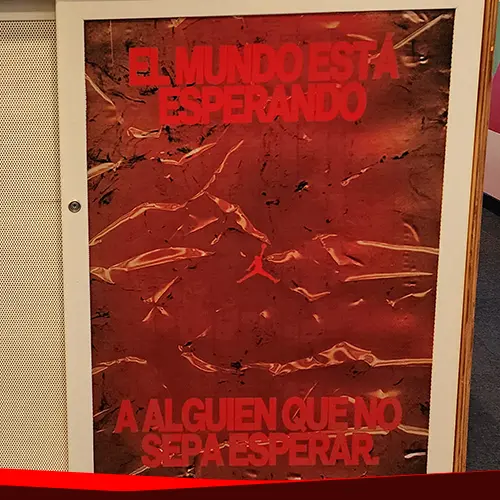 EL MUNDO ESTÁ
ESPERANDO
A ALGUIEN QUE NO
SEPA ESPERAR.